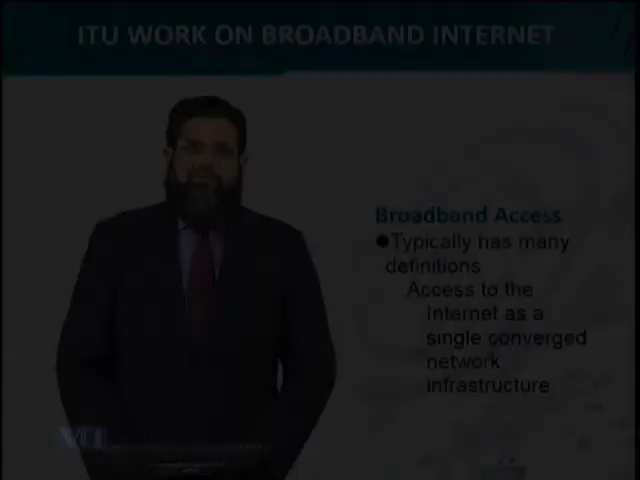 ITU WORK ON BROADBAND INTERNET
Broadband Access
●Typically has many
definitions
Access to the
Internet as a
single converged
network
infrastructure